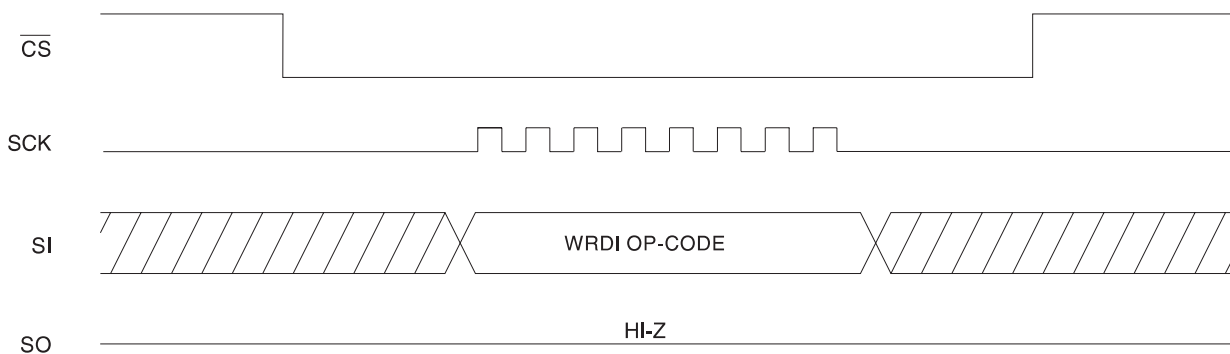 CS
SCK
SI
WRDI OP-CODE
HI-Z
SO